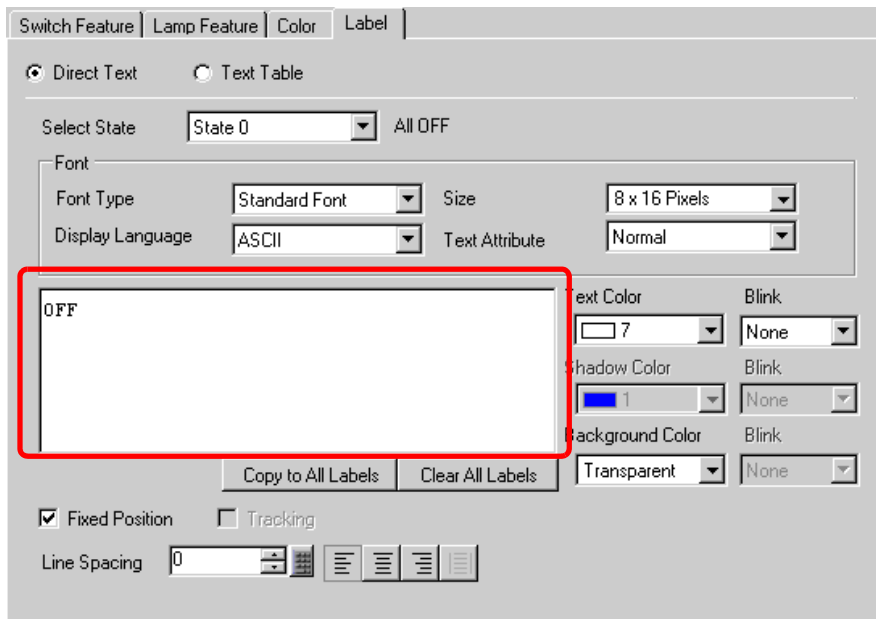 Switch Feature Lamp Feature Color Label
Direct Text Text Table
Select State State 0 All OFF
Font
Font Type Standard Font Size 8 x 16 Pixels
Display Language ASCII Text Attribute Normal
OFF
Text Color Blink
7 None
Shadow Color Blink
1 None
Background Color Blink
Transparent None
Copy to All Labels Clear All Labels
Fixed Position Tracking
Line Spacing 0